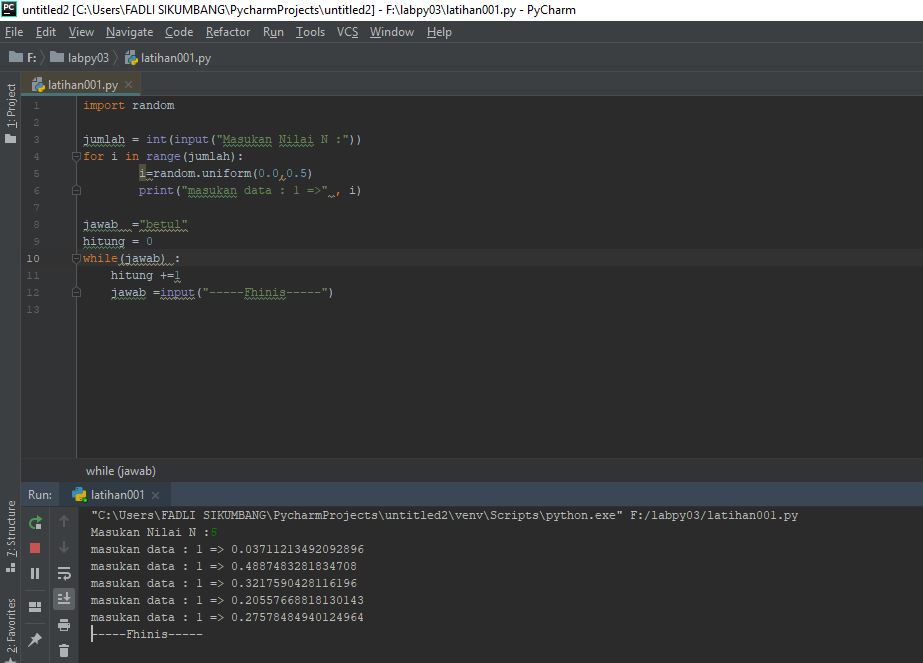 PC untitled2 [C:\Users\FADLI SIKUMBANG\PycharmProjects\untitled2] - F:\labpy03\latihan001.py - PyCharm
File Edit View Navigate Code Refactor Run Tools VCS Window Help
F: labpy03 latihan001.py
1: Project
latihan001.py
1 import random
2
3 jumlah = int(input("Masukan Nilai N :"))
4 for i in range(jumlah):
5 i=random.uniform(0.0,0.5)
6 print("masukan data : 1 =>" , i)
7
8 jawab ="betul"
9 hitung = 0
10 while(jawab) :
11 hitung +=1
12 jawab =input("-----Fhinis-----")
13
while (jawab)
Run: latihan001
7: Structure
2: Favorites
"C:\Users\FADLI SIKUMBANG\PycharmProjects\untitled2\venv\Scripts\python.exe" F:/labpy03/latihan001.py
Masukan Nilai N :5
masukan data : 1 => 0.03711213492092896
masukan data : 1 => 0.4887483281834708
masukan data : 1 => 0.3217590428116196
masukan data : 1 => 0.20557668818130143
masukan data : 1 => 0.27578484940124964
-----Fhinis-----